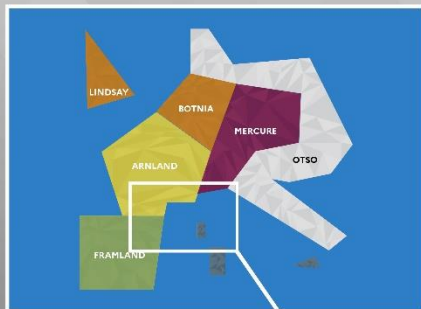 LINDSAY
BOTNIA
MERCURE
OTSO
ARNLAND
FRAMLAND